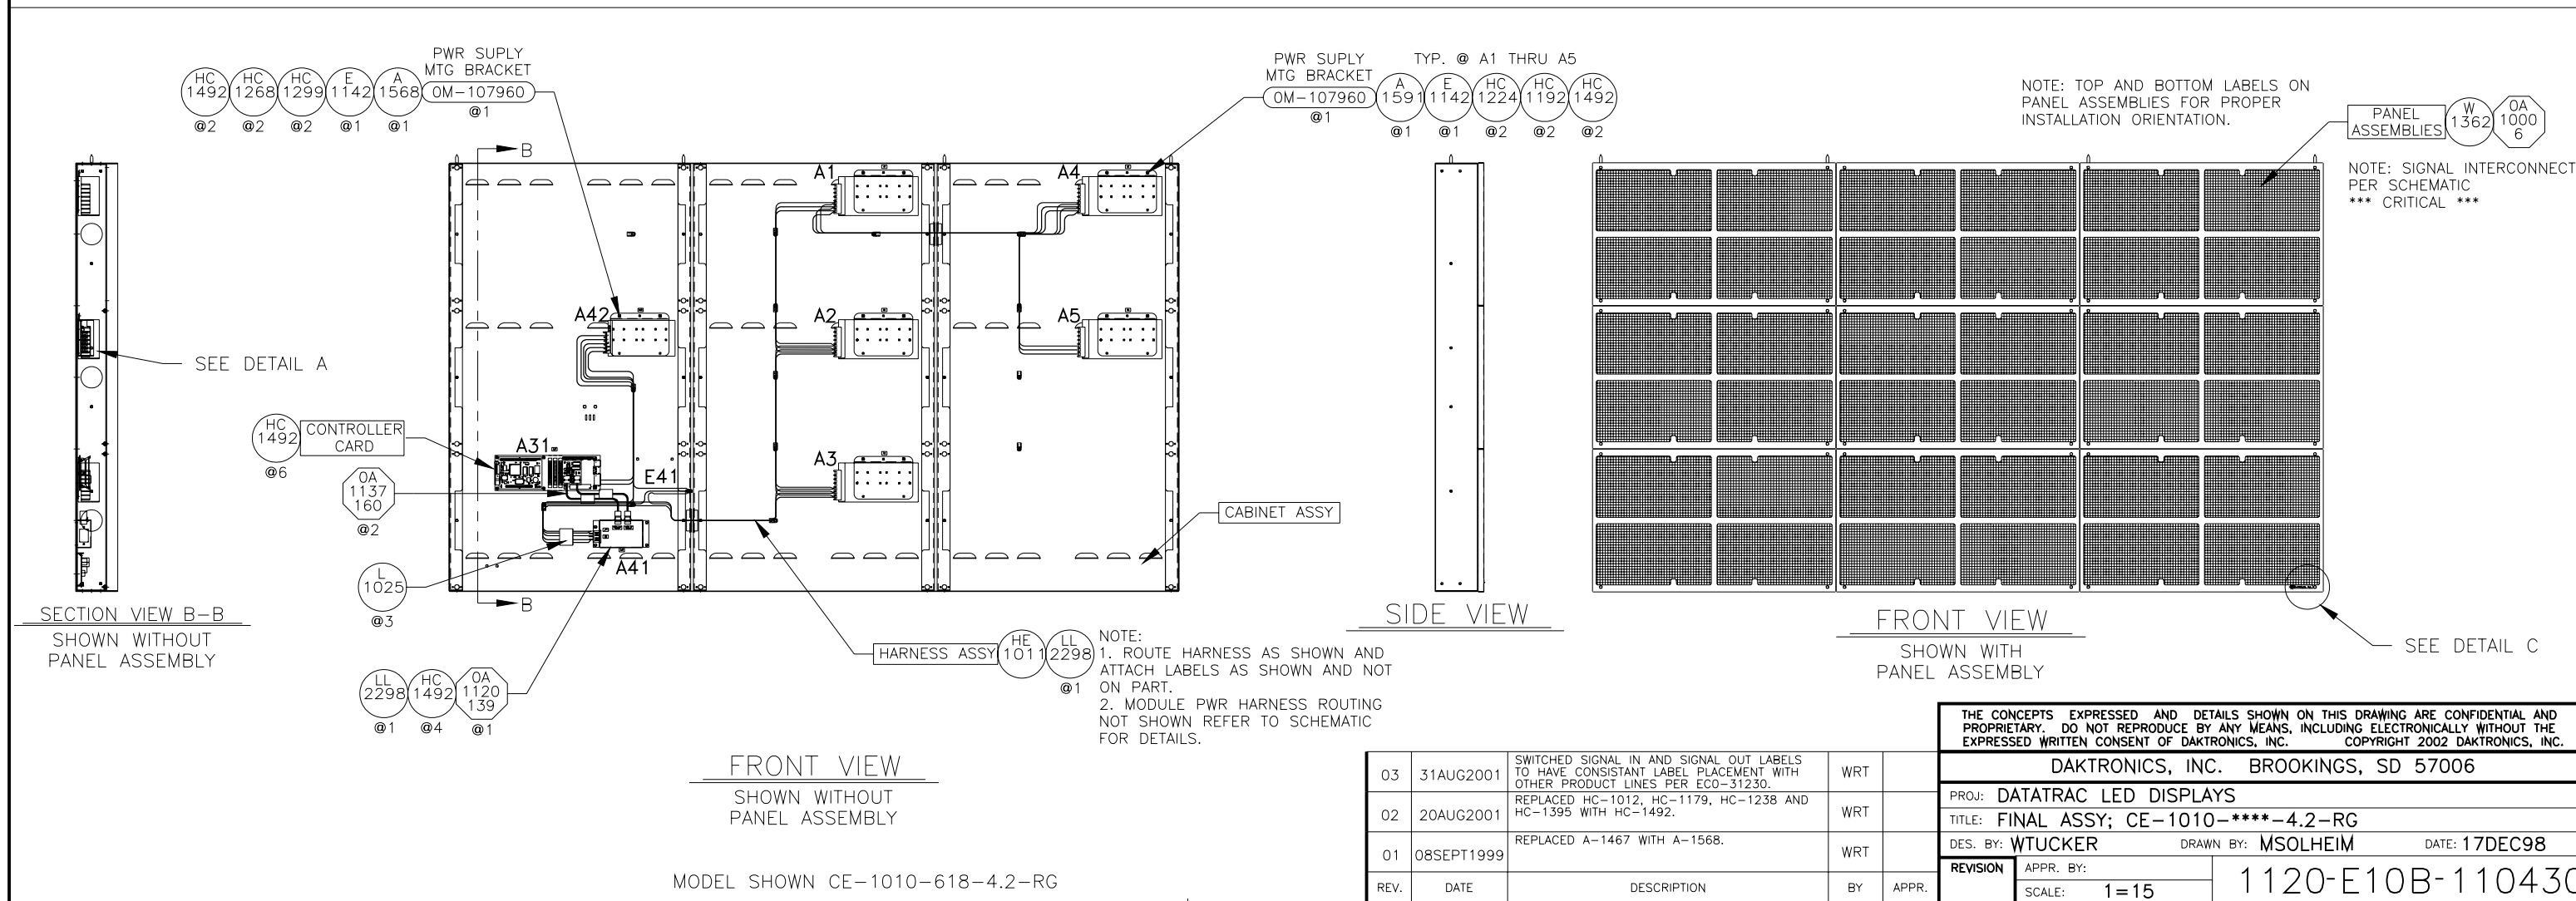 PWR SUPLY
MTG BRACKET
HC
1492
HC
1268
HC
1299
E
1142
A
1568
0M-107960
@2
@2
@2
@1
@1
@1
PWR SUPLY
MTG BRACKET
TYP. @ A1 THRU A5
0M-107960
A
1591
E
1142
HC
1224
HC
1192
HC
1492
@1
@1
@1
@2
@2
@2
NOTE: TOP AND BOTTOM LABELS ON
PANEL ASSEMBLIES FOR PROPER
INSTALLATION ORIENTATION.
PANEL
ASSEMBLIES
W
1362
0A
1000
6
NOTE: SIGNAL INTERCONNECT
PER SCHEMATIC
*** CRITICAL ***
B
A1
A4
A42
A2
A5
SEE DETAIL A
HC
1492
CONTROLLER
CARD
@6
A31
A3
E41
0A
1137
160
@2
CABINET ASSY
A41
L
1025
@3
B
SECTION VIEW B-B
SHOWN WITHOUT
PANEL ASSEMBLY
LL
2298
HC
1492
0A
1120
139
@1
@4
@1
HARNESS ASSY
HE
1011
LL
2298
@1
NOTE:
1. ROUTE HARNESS AS SHOWN AND
ATTACH LABELS AS SHOWN AND NOT
ON PART.
2. MODULE PWR HARNESS ROUTING
NOT SHOWN REFER TO SCHEMATIC
FOR DETAILS.
SIDE VIEW
FRONT VIEW
SHOWN WITH
PANEL ASSEMBLY
SEE DETAIL C
FRONT VIEW
SHOWN WITHOUT
PANEL ASSEMBLY
MODEL SHOWN CE-1010-618-4.2-RG
03 31AUG2001 SWITCHED SIGNAL IN AND SIGNAL OUT LABELS
TO HAVE CONSISTANT LABEL PLACEMENT WITH
OTHER PRODUCT LINES PER ECO-31230. WRT
02 20AUG2001 REPLACED HC-1012, HC-1179, HC-1238 AND
HC-1395 WITH HC-1492. WRT
01 08SEPT1999 REPLACED A-1467 WITH A-1568. WRT
REV. DATE DESCRIPTION BY APPR.
THE CONCEPTS EXPRESSED AND DETAILS SHOWN ON THIS DRAWING ARE CONFIDENTIAL AND
PROPRIETARY. DO NOT REPRODUCE BY ANY MEANS, INCLUDING ELECTRONICALLY WITHOUT THE
EXPRESSED WRITTEN CONSENT OF DAKTRONICS, INC. COPYRIGHT 2002 DAKTRONICS, INC.
DAKTRONICS, INC. BROOKINGS, SD 57006
PROJ: DATATRAC LED DISPLAYS
TITLE: FINAL ASSY; CE-1010-****-4.2-RG
DES. BY: WTUCKER DRAWN BY: MSOLHEIM DATE: 17DEC98
REVISION APPR. BY:
SCALE: 1=15
1120-E10B-110430